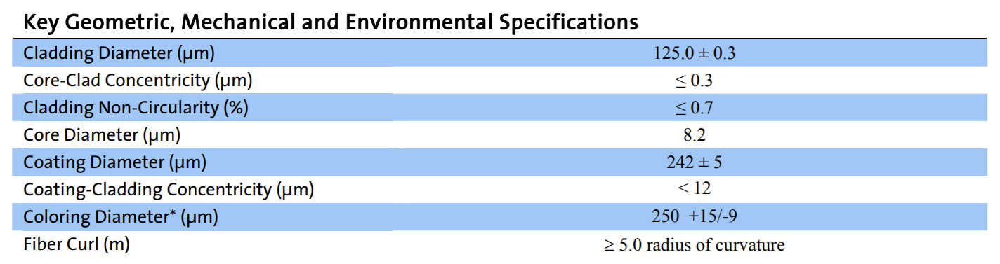 Key Geometric, Mechanical and Environmental Specifications
Cladding Diameter (µm) 125.0 ± 0.3
Core-Clad Concentricity (µm) ≤ 0.3
Cladding Non-Circularity (%) ≤ 0.7
Core Diameter (µm) 8.2
Coating Diameter (µm) 242 ± 5
Coating-Cladding Concentricity (µm) < 12
Coloring Diameter* (µm) 250 +15/-9
Fiber Curl (m) ≥ 5.0 radius of curvature